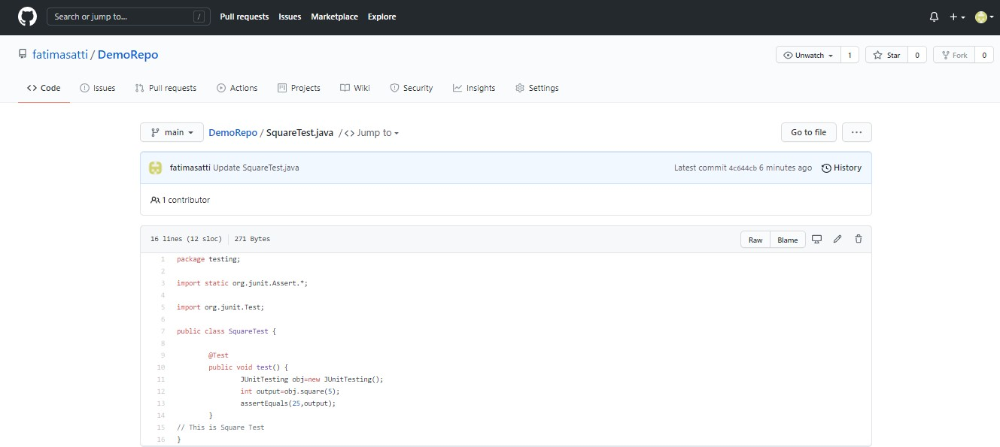 Search or jump to... / Pull requests Issues Marketplace Explore
fatimasatti / DemoRepo Unwatch 1 Star 0 Fork 0
Code Issues Pull requests Actions Projects Wiki Security Insights Settings
main DemoRepo / SquareTest.java / <> Jump to Go to file ...
fatimasatti Update SquareTest.java Latest commit 4c644cb 6 minutes ago History
1 contributor
16 lines (12 sloc) 271 Bytes Raw Blame
1 package testing;
2
3 import static org.junit.Assert.*;
4
5 import org.junit.Test;
6
7 public class SquareTest {
8
9 @Test
10 public void test() {
11 JUnitTesting obj=new JUnitTesting();
12 int output=obj.square(5);
13 assertEquals(25,output);
14 }
15 // This is Square Test
16 }